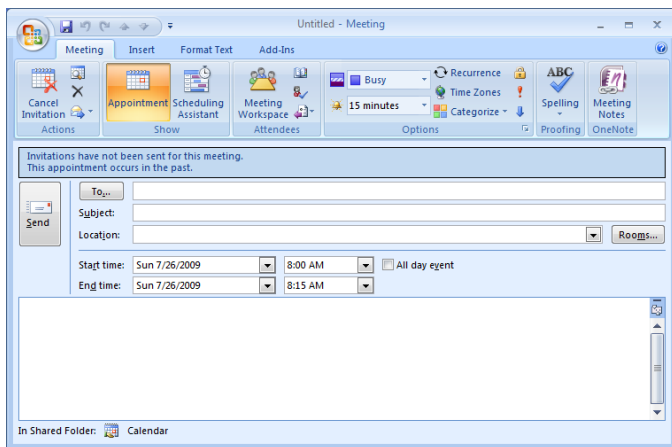 Untitled - Meeting
Meeting Insert Format Text Add-Ins
Cancel Invitation
Actions
Appointment
Scheduling Assistant
Show
Meeting Workspace
Attendees
Busy
15 minutes
Recurrence
Time Zones
Categorize
Options
ABC
Spelling
Proofing
Meeting Notes
OneNote
Invitations have not been sent for this meeting.
This appointment occurs in the past.
Send
To...
Subject:
Location:
Rooms...
Start time: Sun 7/26/2009 8:00 AM All day event
End time: Sun 7/26/2009 8:15 AM
In Shared Folder: Calendar